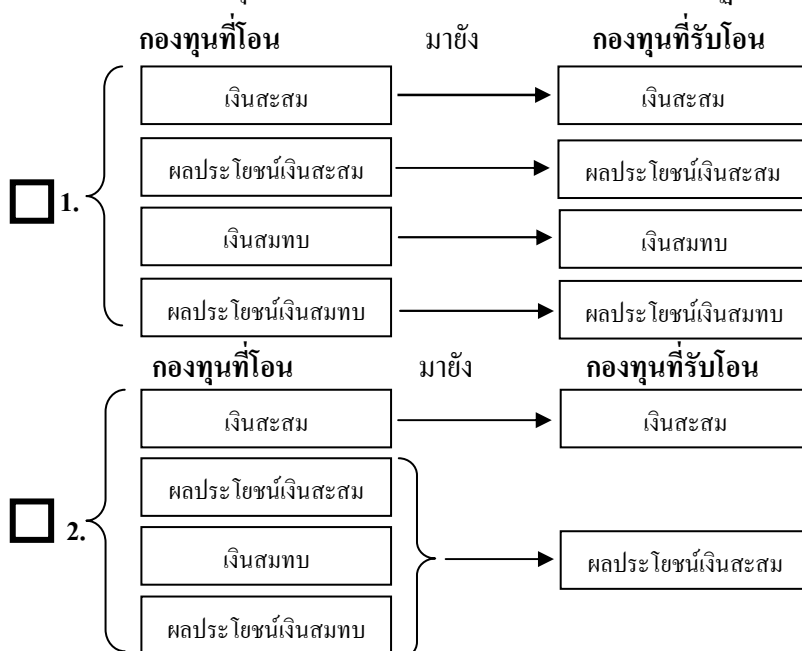 กองทุนที่โอน มายัง กองทุนที่รับโอน
เงินสะสม เงินสะสม
ผลประโยชน์เงินสะสม ผลประโยชน์เงินสะสม
1.
เงินสมทบ เงินสมทบ
ผลประโยชน์เงินสมทบ ผลประโยชน์เงินสมทบ
กองทุนที่โอน มายัง กองทุนที่รับโอน
เงินสะสม เงินสะสม
ผลประโยชน์เงินสะสม
2.
เงินสมทบ ผลประโยชน์เงินสะสม
ผลประโยชน์เงินสมทบ